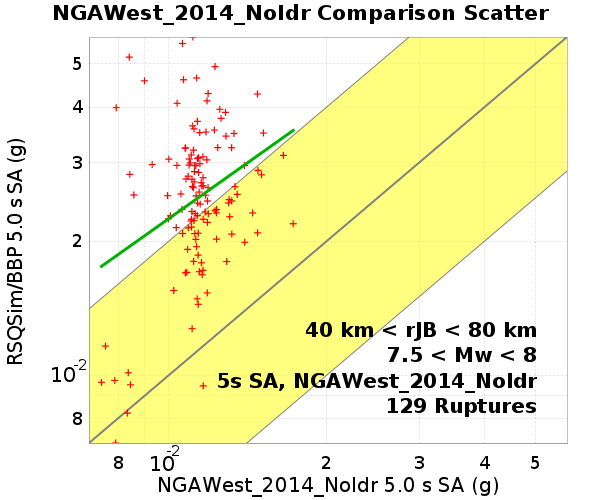 NGAWest_2014_NoIdr Comparison Scatter
RSQSim/BBP 5.0 s SA (g)
5
4
3
2
10-2
8
40 km < rJB < 80 km
7.5 < Mw < 8
5s SA, NGAWest_2014_NoIdr
129 Ruptures
8 10-2 2 3 4 5
NGAWest_2014_NoIdr 5.0 s SA (g)